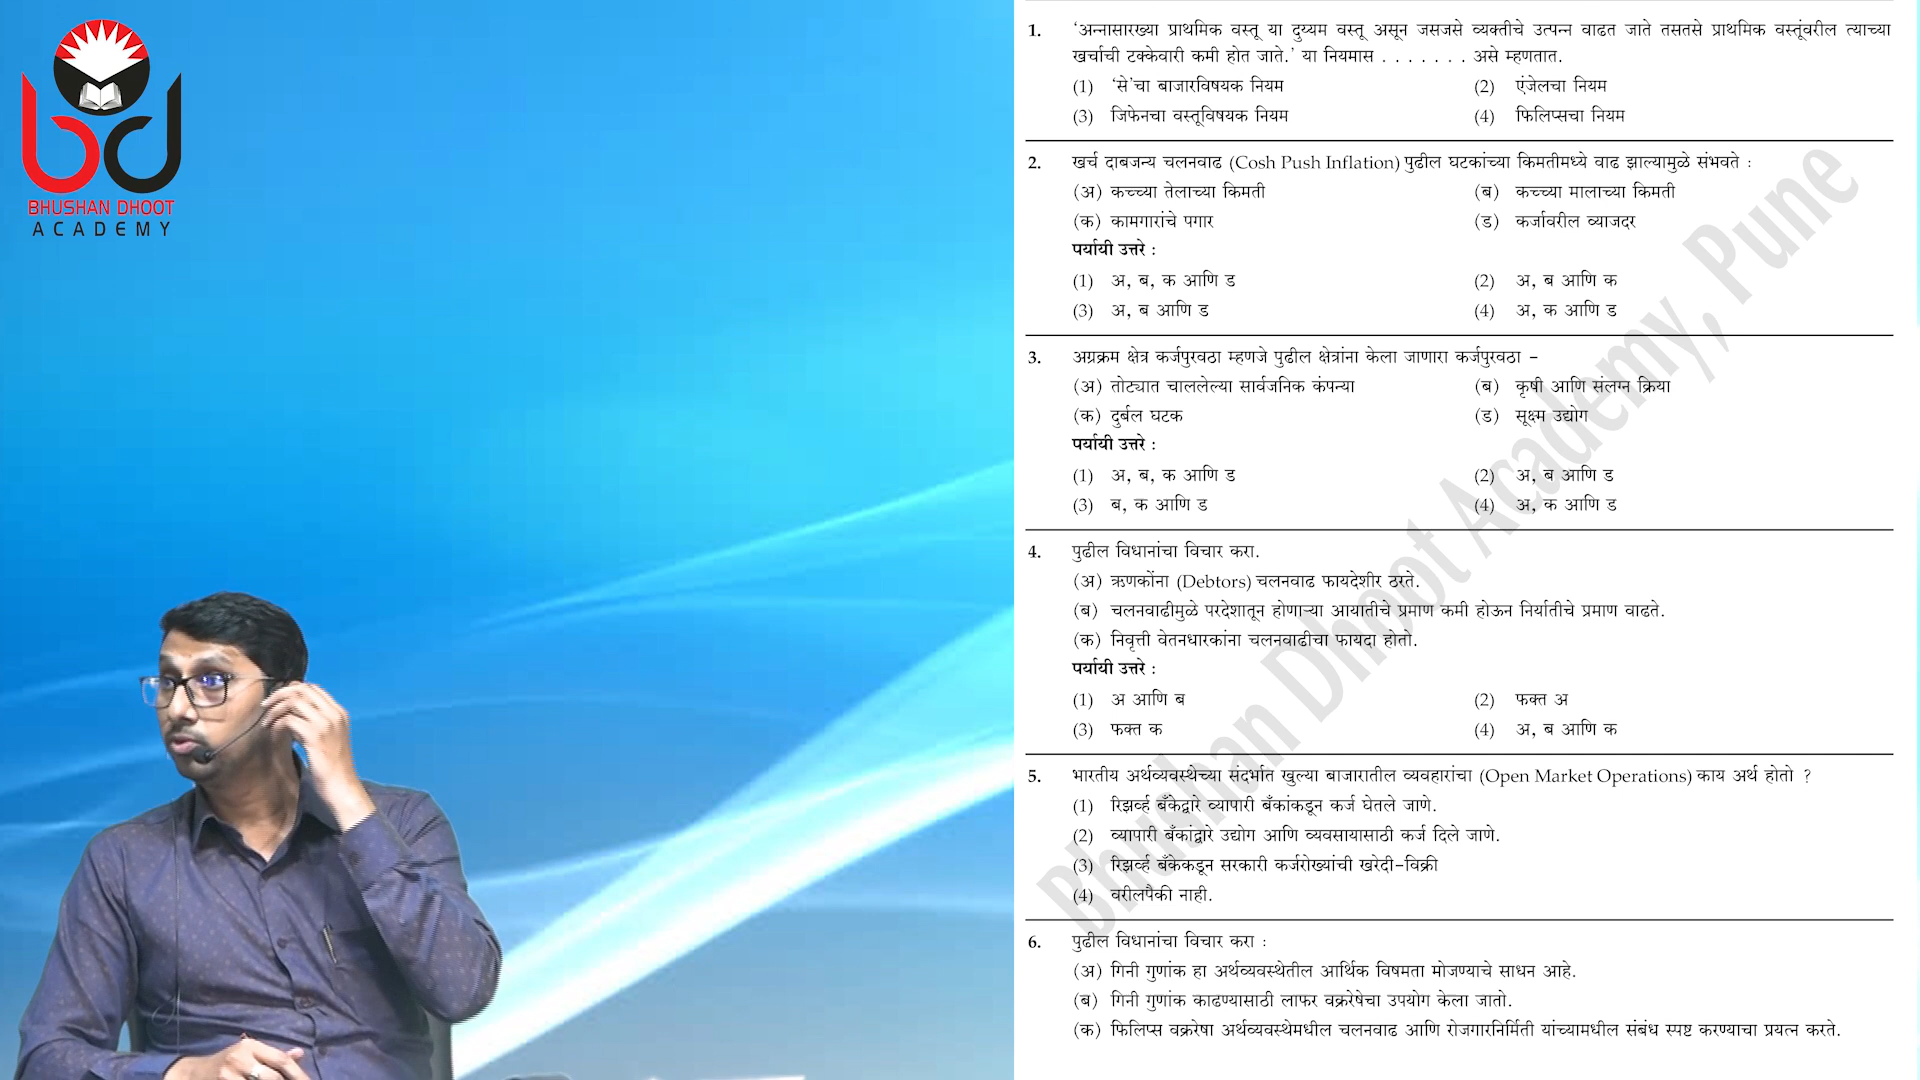 BHUSHAN DHOOT
ACADEMY
1. 'अन्नासारख्या प्राथमिक वस्तू या दुय्यम वस्तू असून जसजसे व्यक्तीचे उत्पन्न वाढत जाते तसतसे प्राथमिक वस्तूंवरील त्याच्या
खर्चाची टक्केवारी कमी होत जाते.' या नियमास . . . . . . . असे म्हणतात.
(1) 'से'चा बाजारविषयक नियम (2) एंजेलचा नियम
(3) जिफेनचा वस्तूविषयक नियम (4) फिलिप्सचा नियम
2. खर्च दाबजन्य चलनवाढ (Cosh Push Inflation) पुढील घटकांच्या किमतीमध्ये वाढ झाल्यामुळे संभवते :
(अ) कच्च्या तेलाच्या किमती (ब) कच्च्या मालाच्या किमती
(क) कामगारांचे पगार (ड) कर्जावरील व्याजदर
पर्यायी उत्तरे :
(1) अ, ब, क आणि ड (2) अ, ब आणि क
(3) अ, ब आणि ड (4) अ, क आणि ड
3. अग्रक्रम क्षेत्र कर्जपुरवठा म्हणजे पुढील क्षेत्रांना केला जाणारा कर्जपुरवठा –
(अ) तोट्यात चाललेल्या सार्वजनिक कंपन्या (ब) कृषी आणि संलग्न क्रिया
(क) दुर्बल घटक (ड) सूक्ष्म उद्योग
पर्यायी उत्तरे :
(1) अ, ब, क आणि ड (2) अ, ब आणि ड
(3) ब, क आणि ड (4) अ, क आणि ड
4. पुढील विधानांचा विचार करा.
(अ) ऋणकोंना (Debtors) चलनवाढ फायदेशीर ठरते.
(ब) चलनवाढीमुळे परदेशातून होणाऱ्या आयातीचे प्रमाण कमी होऊन निर्यातीचे प्रमाण वाढते.
(क) निवृत्ती वेतनधारकांना चलनवाढीचा फायदा होतो.
पर्यायी उत्तरे :
(1) अ आणि ब (2) फक्त अ
(3) फक्त क (4) अ, ब आणि क
5. भारतीय अर्थव्यवस्थेच्या संदर्भात खुल्या बाजारातील व्यवहारांचा (Open Market Operations) काय अर्थ होतो ?
(1) रिझर्व्ह बँकेद्वारे व्यापारी बँकांकडून कर्ज घेतले जाणे.
(2) व्यापारी बँकांद्वारे उद्योग आणि व्यवसायासाठी कर्ज दिले जाणे.
(3) रिझर्व्ह बँकेकडून सरकारी कर्जरोख्यांची खरेदी-विक्री
(4) वरीलपैकी नाही.
6. पुढील विधानांचा विचार करा :
(अ) गिनी गुणांक हा अर्थव्यवस्थेतील आर्थिक विषमता मोजण्याचे साधन आहे.
(ब) गिनी गुणांक काढण्यासाठी लाफर वक्ररेषेचा उपयोग केला जातो.
(क) फिलिप्स वक्ररेषा अर्थव्यवस्थेमधील चलनवाढ आणि रोजगारनिर्मिती यांच्यामधील संबंध स्पष्ट करण्याचा प्रयत्न करते.
Bhushan Dhoot Academy, Pune